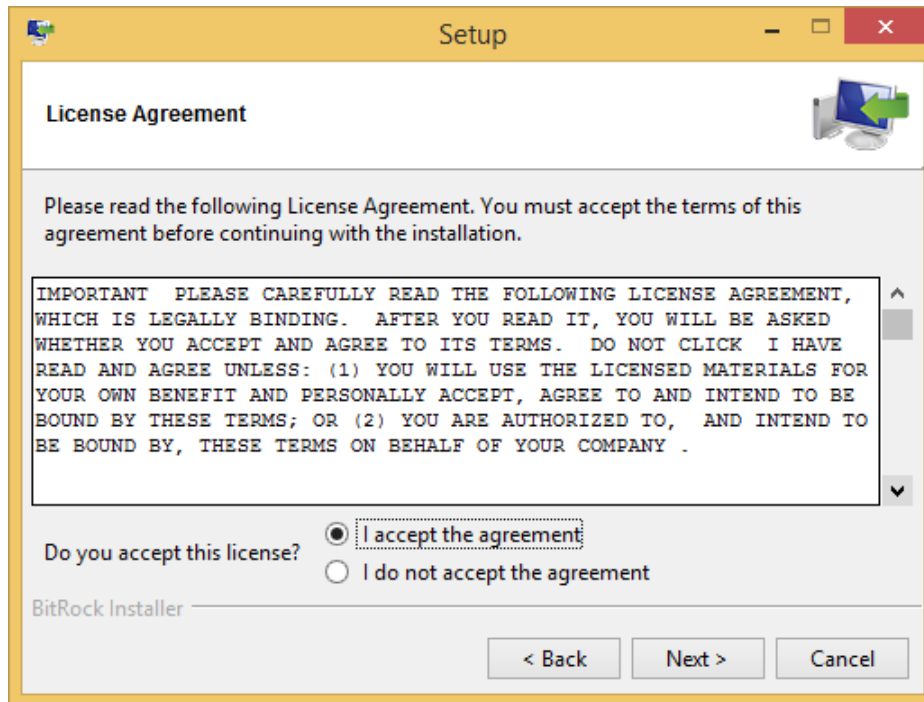 Setup
License Agreement
Please read the following License Agreement. You must accept the terms of this
agreement before continuing with the installation.
IMPORTANT  PLEASE CAREFULLY READ THE FOLLOWING LICENSE AGREEMENT,
WHICH IS LEGALLY BINDING.  AFTER YOU READ IT, YOU WILL BE ASKED
WHETHER YOU ACCEPT AND AGREE TO ITS TERMS.  DO NOT CLICK  I HAVE
READ AND AGREE UNLESS: (1) YOU WILL USE THE LICENSED MATERIALS FOR
YOUR OWN BENEFIT AND PERSONALLY ACCEPT, AGREE TO AND INTEND TO BE
BOUND BY THESE TERMS; OR (2) YOU ARE AUTHORIZED TO,  AND INTEND TO
BE BOUND BY, THESE TERMS ON BEHALF OF YOUR COMPANY .
Do you accept this license?
I accept the agreement
I do not accept the agreement
BitRock Installer
< Back
Next >
Cancel